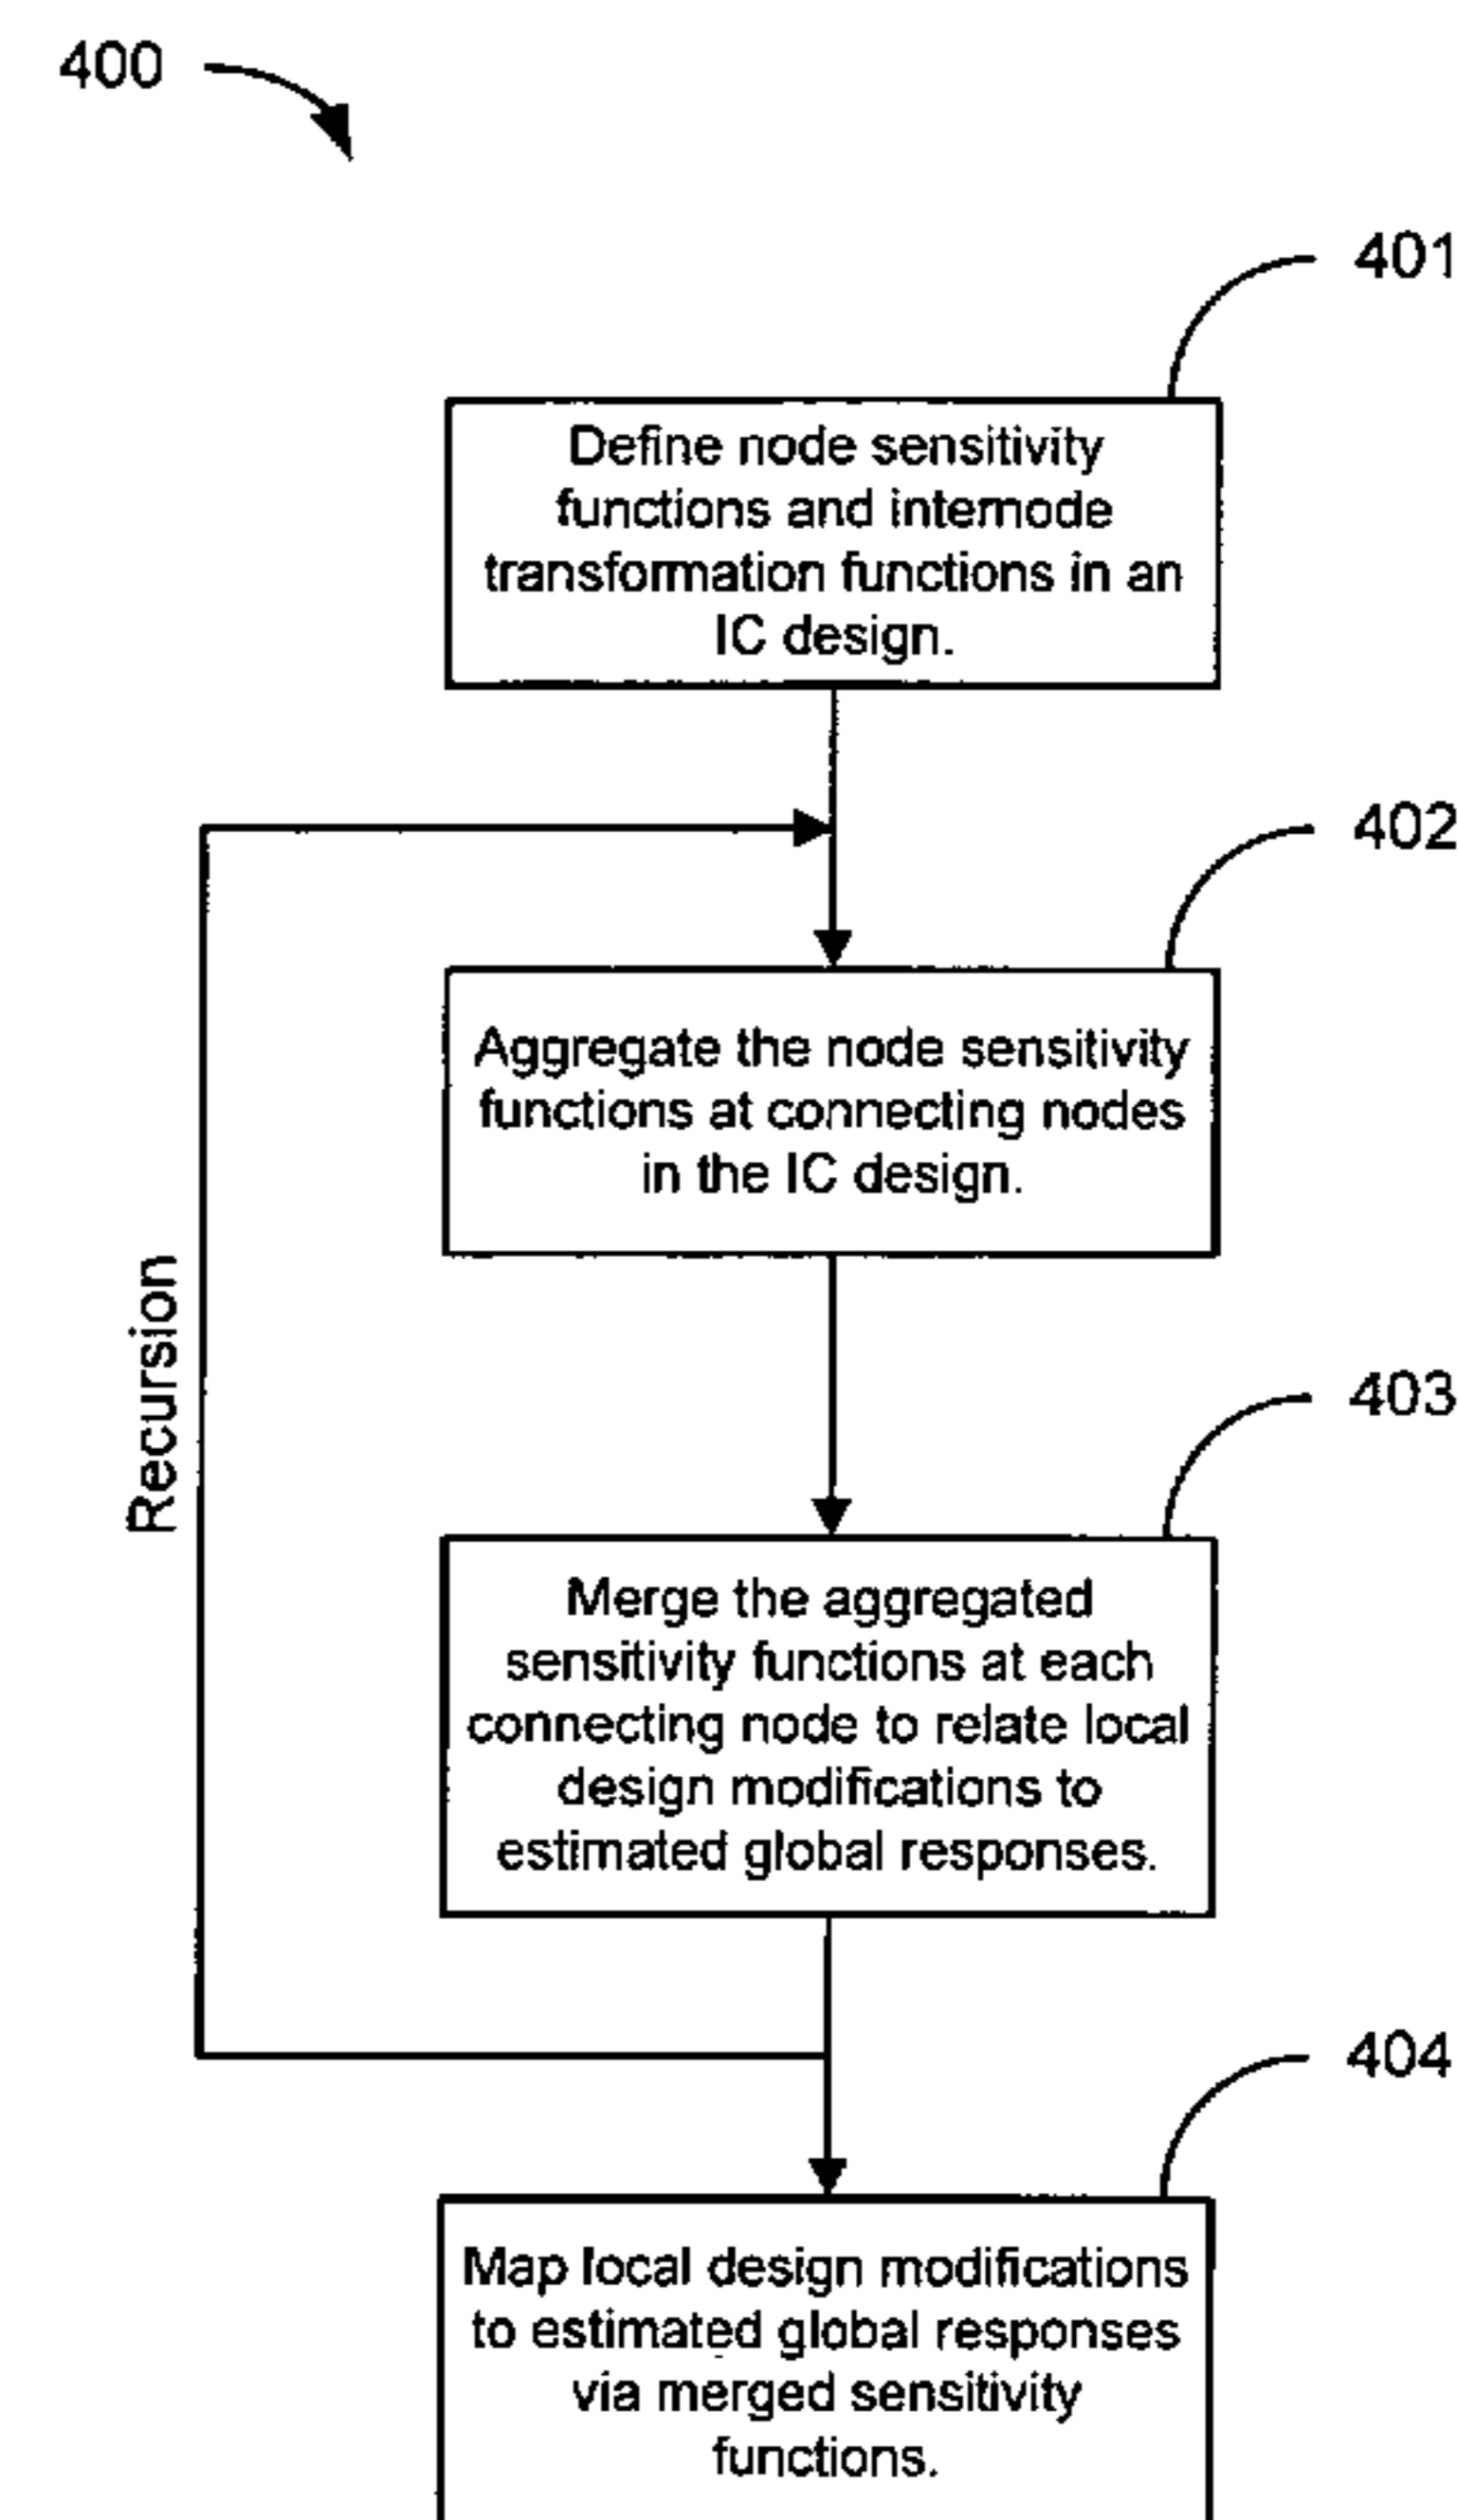 400
401
Define node sensitivity
functions and internode
transformation functions in an
IC design.
402
Aggregate the node sensitivity
functions at connecting nodes
in the IC design.
Recursion
403
Merge the aggregated
sensitivity functions at each
connecting node to relate local
design modifications to
estimated global responses.
404
Map local design modifications
to estimated global responses
via merged sensitivity
functions.